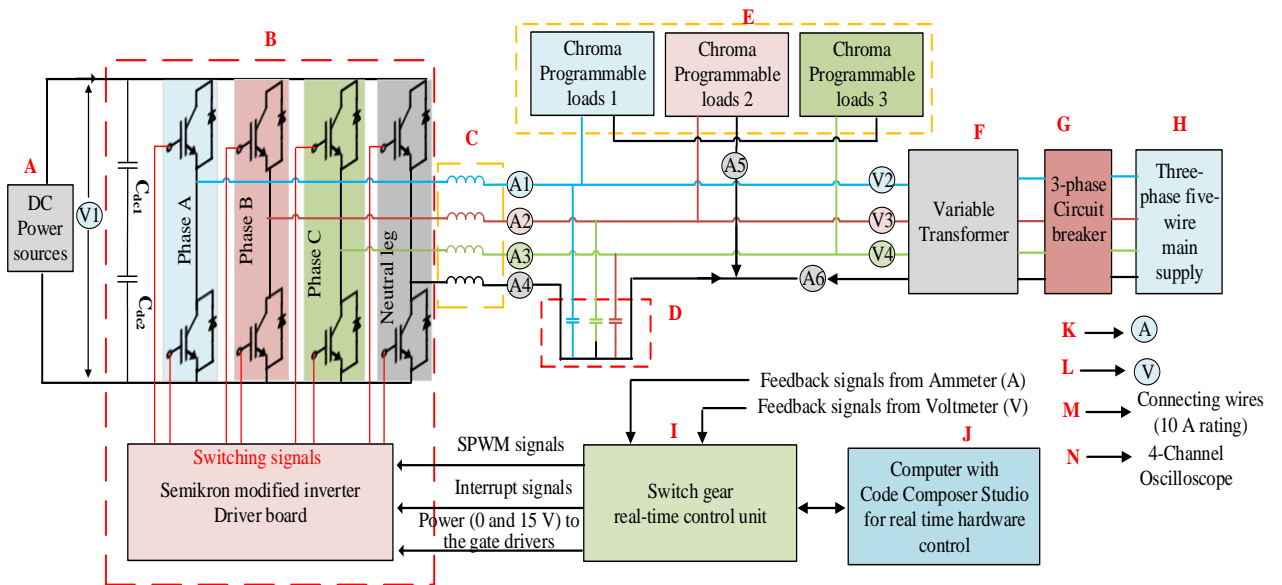 A
DC
Power
sources
V1
B
C_dc1
C_dc2
Phase A
Phase B
Phase C
Neutral leg
Switching signals
Semikron modified inverter
Driver board
C
A1
A2
A3
A4
D
E
Chroma
Programmable
loads 1
Chroma
Programmable
loads 2
Chroma
Programmable
loads 3
A5
A6
V2
V3
V4
F
Variable
Transformer
G
3-phase
Circuit
breaker
H
Three-
phase five-
wire
main
supply
Feedback signals from Ammeter (A)
Feedback signals from Voltmeter (V)
SPWM signals
Interrupt signals
Power (0 and 15 V) to
the gate drivers
I
Switch gear
real-time control unit
J
Computer with
Code Composer Studio
for real time hardware
control
K A
L V
M Connecting wires
(10 A rating)
N 4-Channel
Oscilloscope